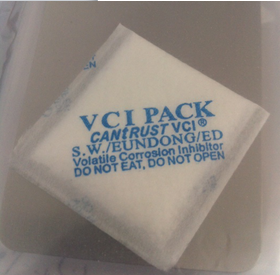 VCI PACK
CANtRUST VCI®
S.W./EUNDONG/ED
Volatile Corrosion Inhibitor
DO NOT EAT, DO NOT OPEN